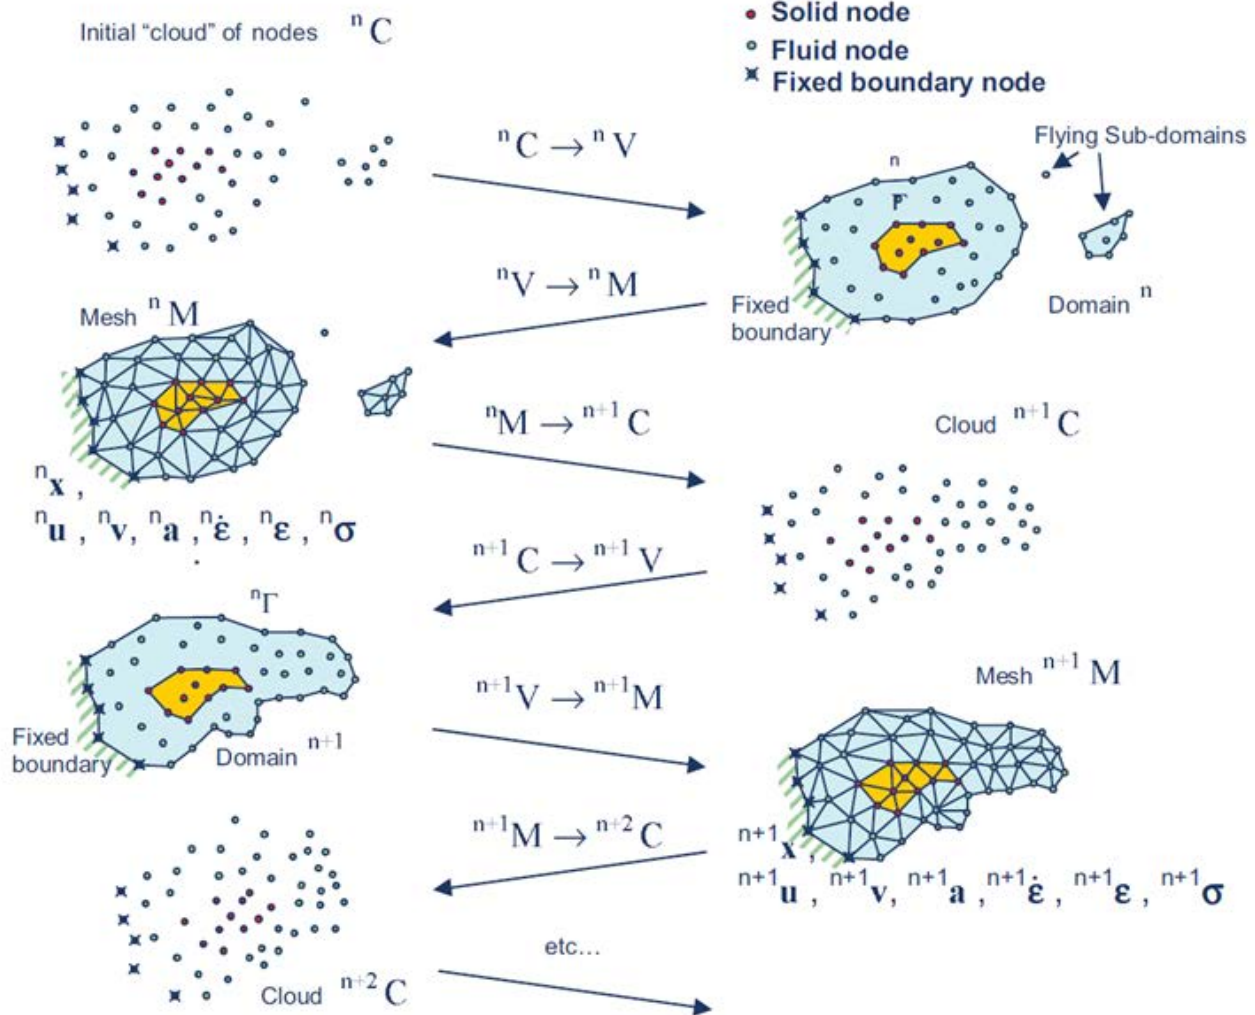 Initial “cloud” of nodes ⁿC
Solid node
Fluid node
Fixed boundary node
ⁿC → ⁿV
Flying Sub-domains
n
Γ
ⁿV → ⁿM
Fixed
boundary
Domain ⁿ
Mesh ⁿM
ⁿM → ⁿ⁺¹C
Cloud ⁿ⁺¹C
ⁿx ,
ⁿu , ⁿv, ⁿa , ⁿε̇ , ⁿε , ⁿσ
.
ⁿ⁺¹C → ⁿ⁺¹V
ⁿΓ
ⁿ⁺¹V → ⁿ⁺¹M
Mesh ⁿ⁺¹M
Fixed
boundary
Domain ⁿ⁺¹
ⁿ⁺¹M → ⁿ⁺²C
ⁿ⁺¹x ,
ⁿ⁺¹u , ⁿ⁺¹v, ⁿ⁺¹a , ⁿ⁺¹ε̇ , ⁿ⁺¹ε , ⁿ⁺¹σ
etc...
Cloud ⁿ⁺²C